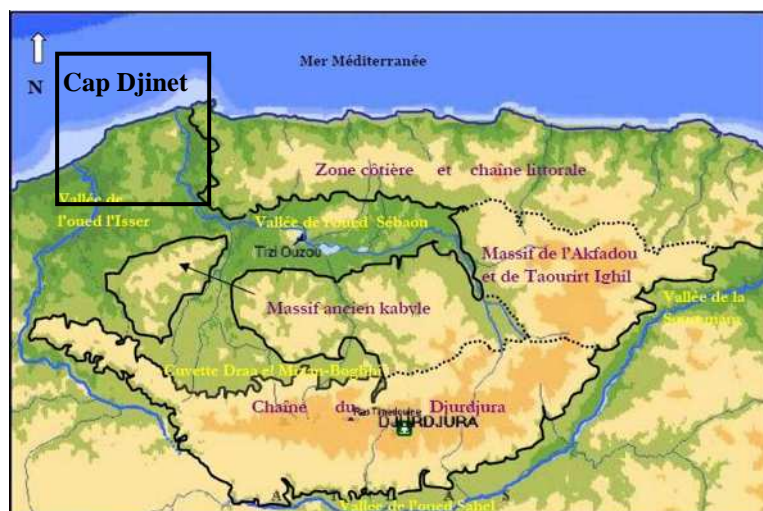 Mer Méditerranée
Cap Djinet
N
Zone côtière et chaîne littorale
Vallée de
l'oued l'Isser
Vallée de l'oued Sébaou
Tizi Ouzou
Massif de l'Akfadou
et de Taourirt Ighil
Massif ancien kabyle
Vallée de la
Cuvette Draa el Mizan-Boghni
Chaîne du Djurdjura
DJURDJURA
Vallée de l'oued Sahel